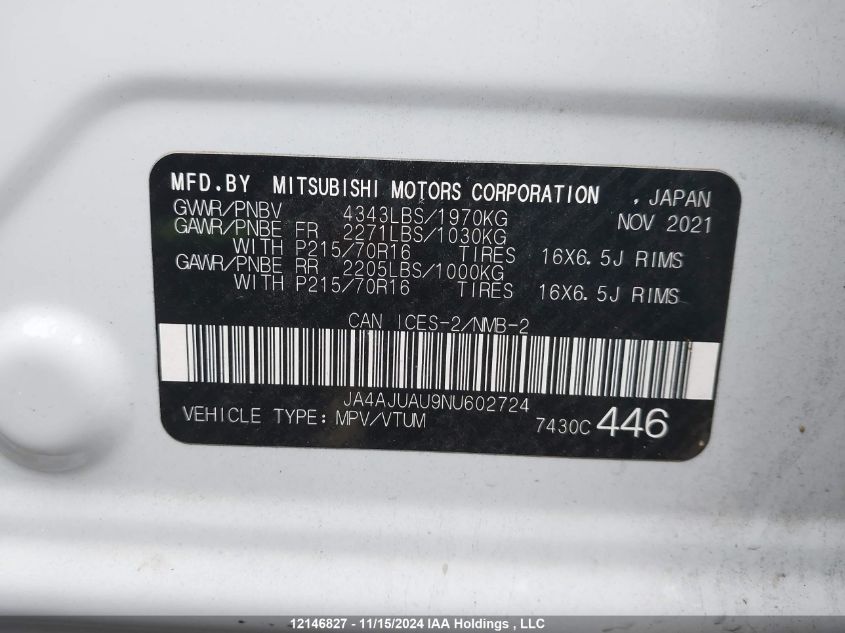 MFD.BY MITSUBISHI MOTORS CORPORATION , JAPAN
GWWR/PNBV 4343LBS/1970KG NOV 2021
GAWR/PNBE FR 2271LBS/1030KG
WITH P215/70R16 TIRES 16X6.5J RIMS
GAWR/PNBE RR 2205LBS/1000KG
WITH P215/70R16 TIRES 16X6.5J RIMS
CAN ICES-2/NMB-2
JA4AJUAU9NU602724
VEHICLE TYPE: MPV/VTUM 7430C 446
12146827 - 11/15/2024 IAA Holdings , LLC